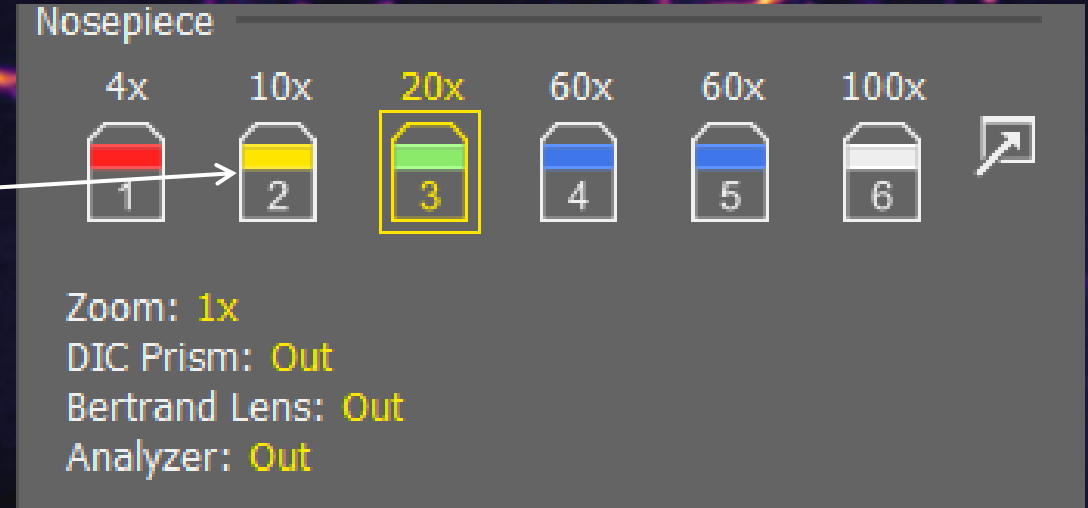 Nosepiece
4x 10x 20x 60x 60x 100x
1 2 3 4 5 6
Zoom: 1x
DIC Prism: Out
Bertrand Lens: Out
Analyzer: Out